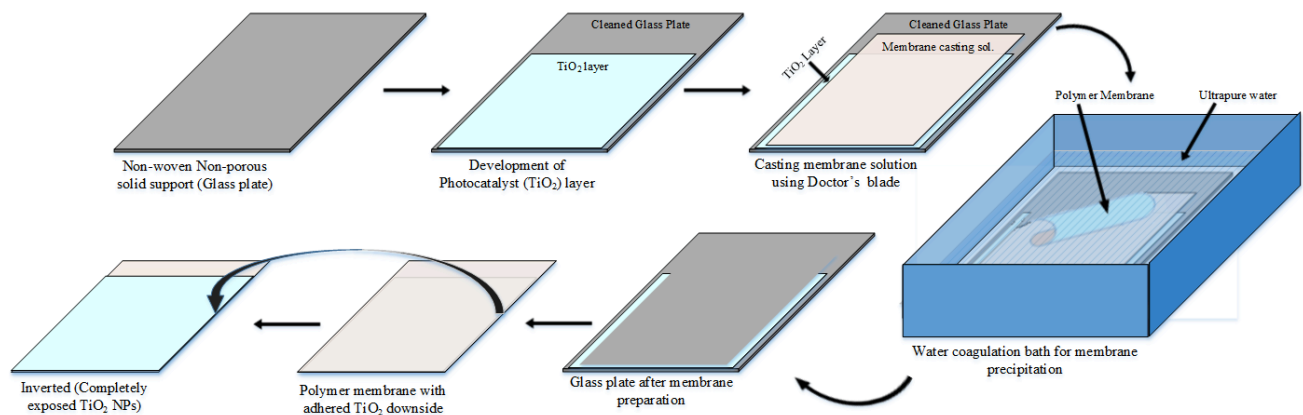 Cleaned Glass Plate
TiO2 layer
Cleaned Glass Plate
Membrane casting sol.
TiO2 Layer
Polymer Membrane
Ultrapure water
Non-woven Non-porous
solid support (Glass plate)
Development of
Photocatalyst (TiO2) layer
Casting membrane solution
using Doctor’s blade
Water coagulation bath for membrane
precipitation
Glass plate after membrane
preparation
Polymer membrane with
adhered TiO2 downside
Inverted (Completely
exposed TiO2 NPs)